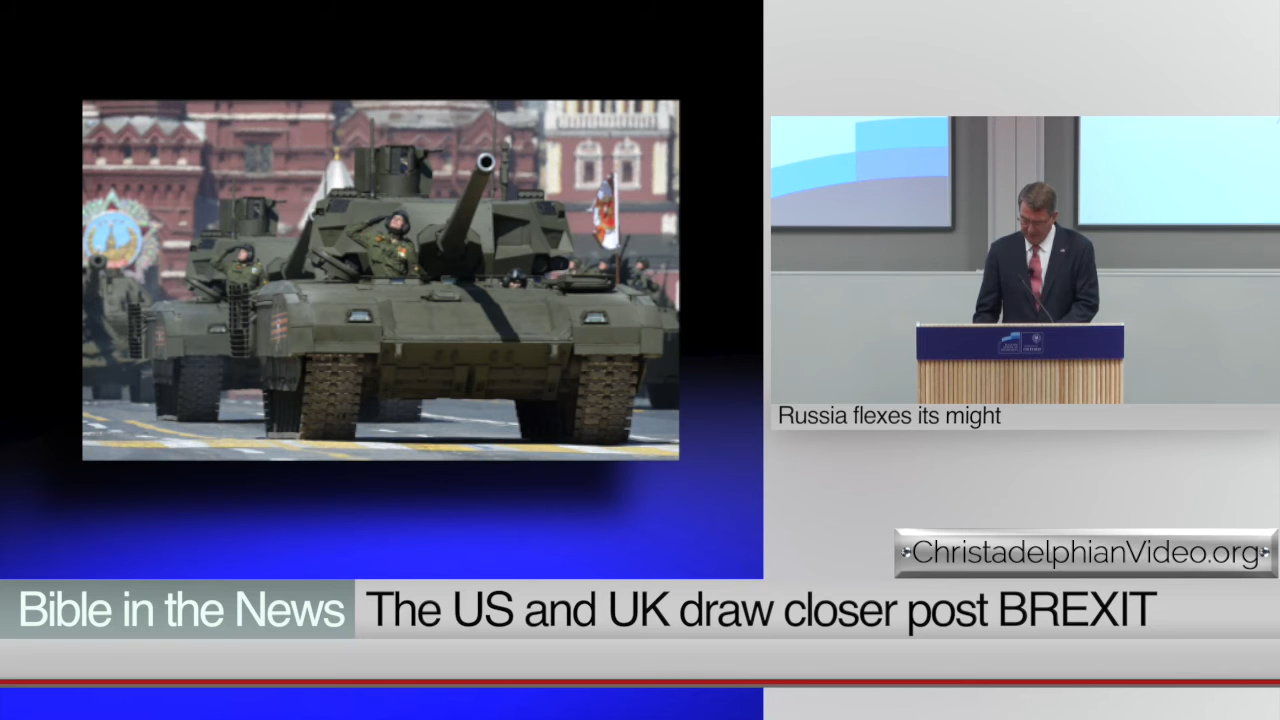 Russia flexes its might
ChristadelphianVideo.org
Bible in the News
The US and UK draw closer post BREXIT